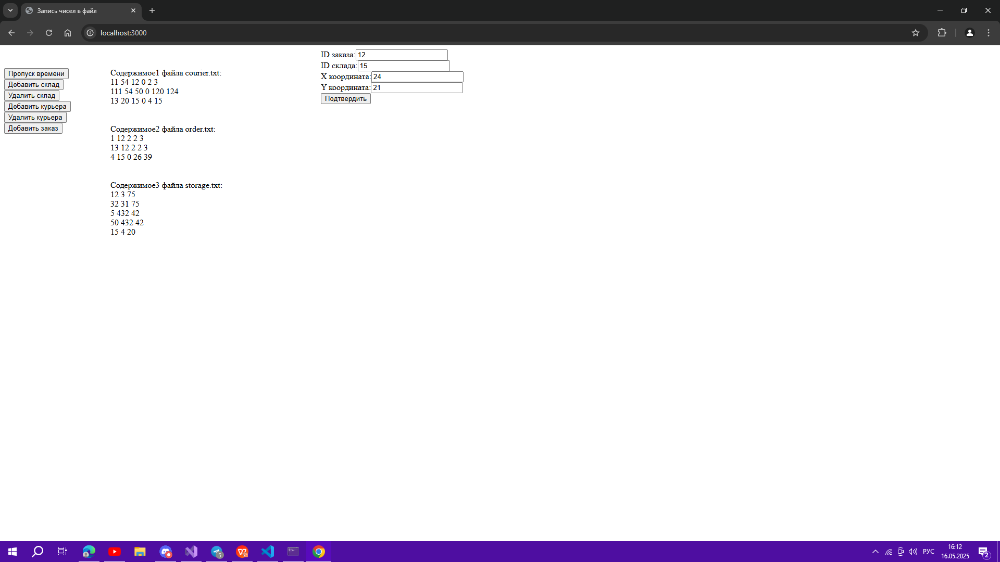 Запись чисел в файл
localhost:3000
Пропуск времени
Добавить склад
Удалить склад
Добавить курьера
Удалить курьера
Добавить заказ
Содержимое1 файла courier.txt:
11 54 12 0 2 3
111 54 50 0 120 124
13 20 15 0 4 15
Содержимое2 файла order.txt:
1 12 2 2 3
13 12 2 2 3
4 15 0 26 39
Содержимое3 файла storage.txt:
12 3 75
32 31 75
5 432 42
50 432 42
15 4 20
ID заказа: 12
ID склада: 15
X координата: 24
Y координата: 21
Подтвердить
5
РУС
16:12
16.05.2025
2